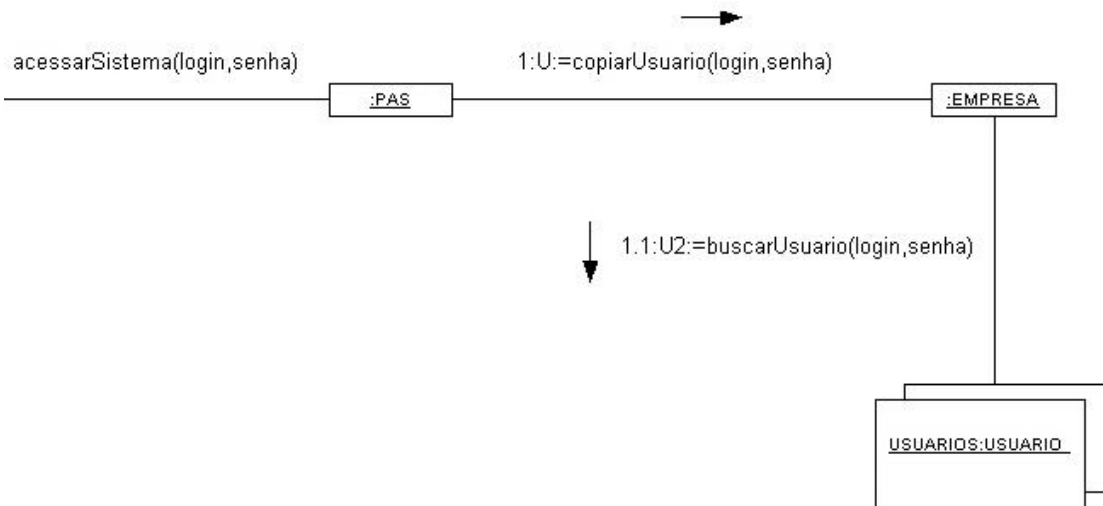 acessarSistema(login,senha)
1:U:=copiarUsuario(login,senha)
:PAS
:EMPRESA
1.1:U2:=buscarUsuario(login,senha)
USUARIOS:USUARIO